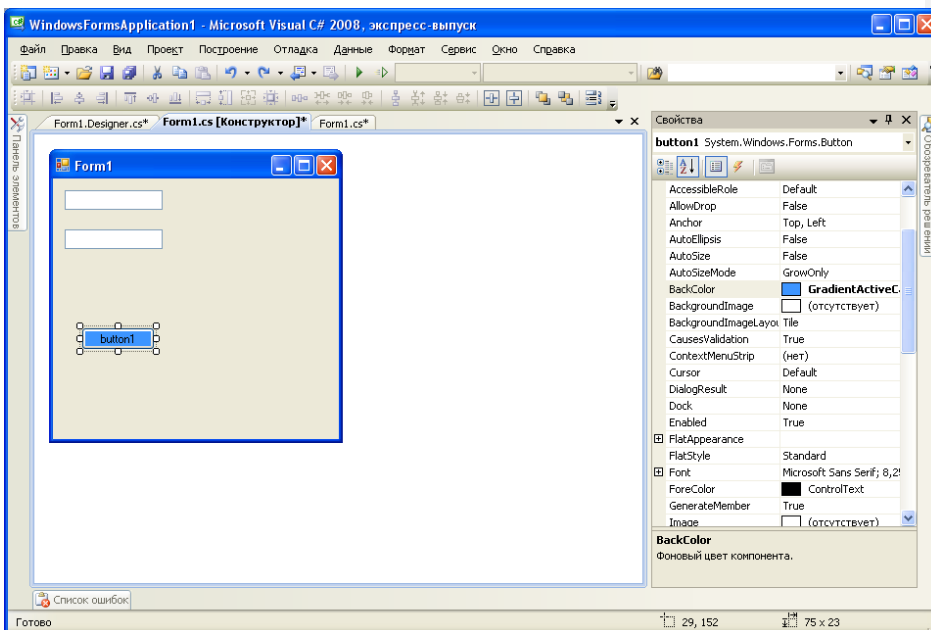 WindowsFormsApplication1 - Microsoft Visual C# 2008, экспресс-выпуск
Файл Правка Вид Проект Построение Отладка Данные Формат Сервис Окно Справка
Form1.Designer.cs* Form1.cs [Конструктор]* Form1.cs*
Панель элементов
Form1
button1
Свойства
button1 System.Windows.Forms.Button
AccessibleRole Default
AllowDrop False
Anchor Top, Left
AutoEllipsis False
AutoSize False
AutoSizeMode GrowOnly
BackColor GradientActiveC
BackgroundImage (отсутствует)
BackgroundImageLayou Tile
CausesValidation True
ContextMenuStrip (нет)
Cursor Default
DialogResult None
Dock None
Enabled True
FlatAppearance
FlatStyle Standard
Font Microsoft Sans Serif; 8,25
ForeColor ControlText
GenerateMember True
Image (отсутствует)
BackColor
Фоновый цвет компонента.
Обозреватель решений
Список ошибок
Готово 29, 152 75 x 23